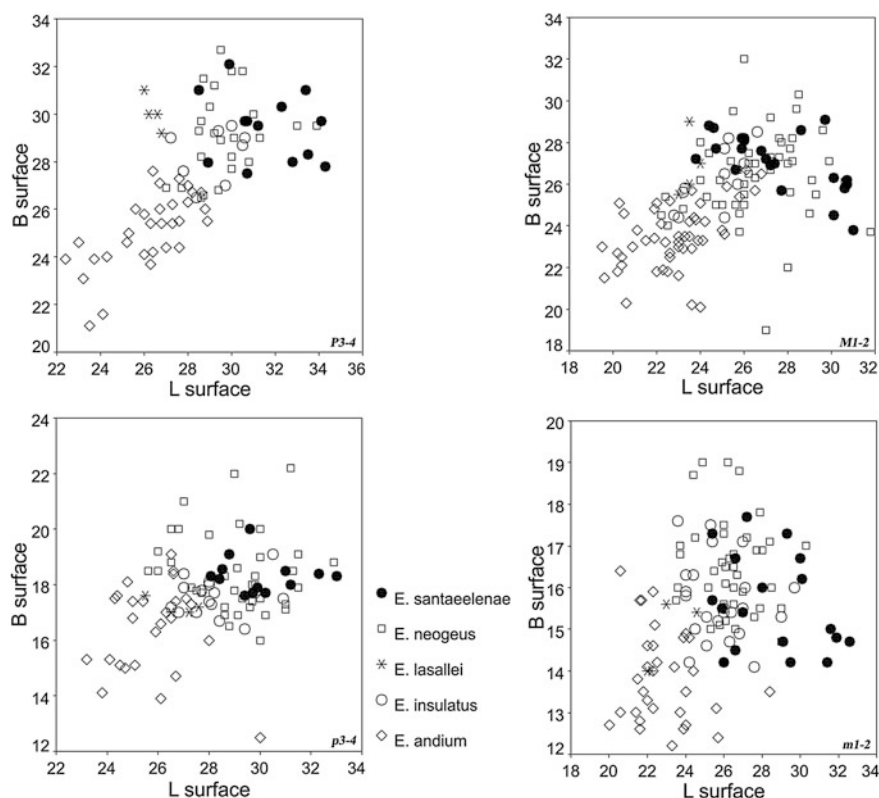 34
32
30
28
26
24
22
20
22 24 26 28 30 32 34 36
B surface
L surface
P3-4
34
32
30
28
26
24
22
20
18
18 20 22 24 26 28 30 32
B surface
L surface
M1-2
24
22
20
18
16
14
12
22 24 26 28 30 32 34
B surface
L surface
p3-4
E. santaelenae
E. neogeus
E. lasallei
E. insulatus
E. andium
20
19
18
17
16
15
14
13
12
18 20 22 24 26 28 30 32 34
B surface
L surface
m1-2